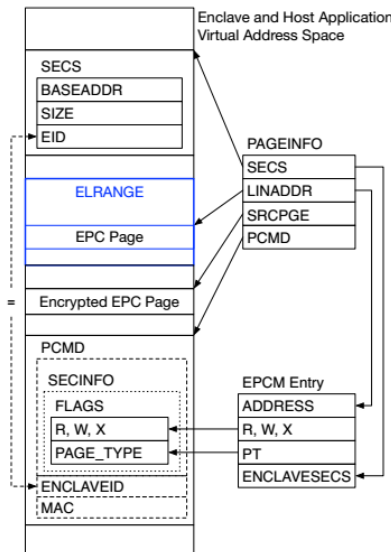 Enclave and Host Application
Virtual Address Space
SECS
BASEADDR
SIZE
EID
ELRANGE
EPC Page
=
Encrypted EPC Page
PCMD
SECINFO
FLAGS
R, W, X
PAGE_TYPE
ENCLAVEID
MAC
PAGEINFO
SECS
LINADDR
SRCPGE
PCMD
EPCM Entry
ADDRESS
R, W, X
PT
ENCLAVESECS